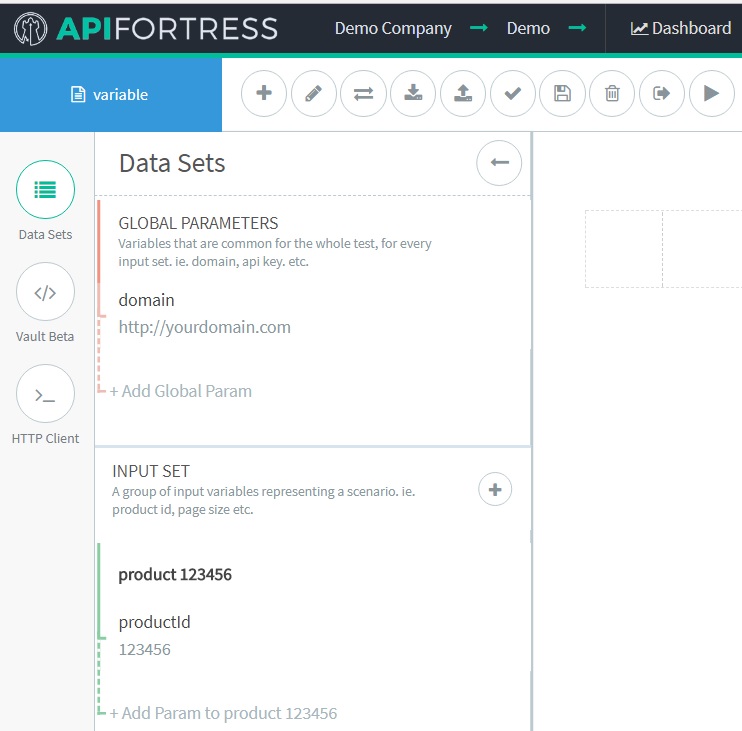 APIFORTRESS
Demo Company
Demo
Dashboard
variable
Data Sets
Vault Beta
HTTP Client
Data Sets
GLOBAL PARAMETERS
Variables that are common for the whole test, for every
input set. ie. domain, api key. etc.
domain
http://yourdomain.com
+ Add Global Param
INPUT SET
A group of input variables representing a scenario. ie.
product id, page size etc.
product 123456
productId
123456
+ Add Param to product 123456